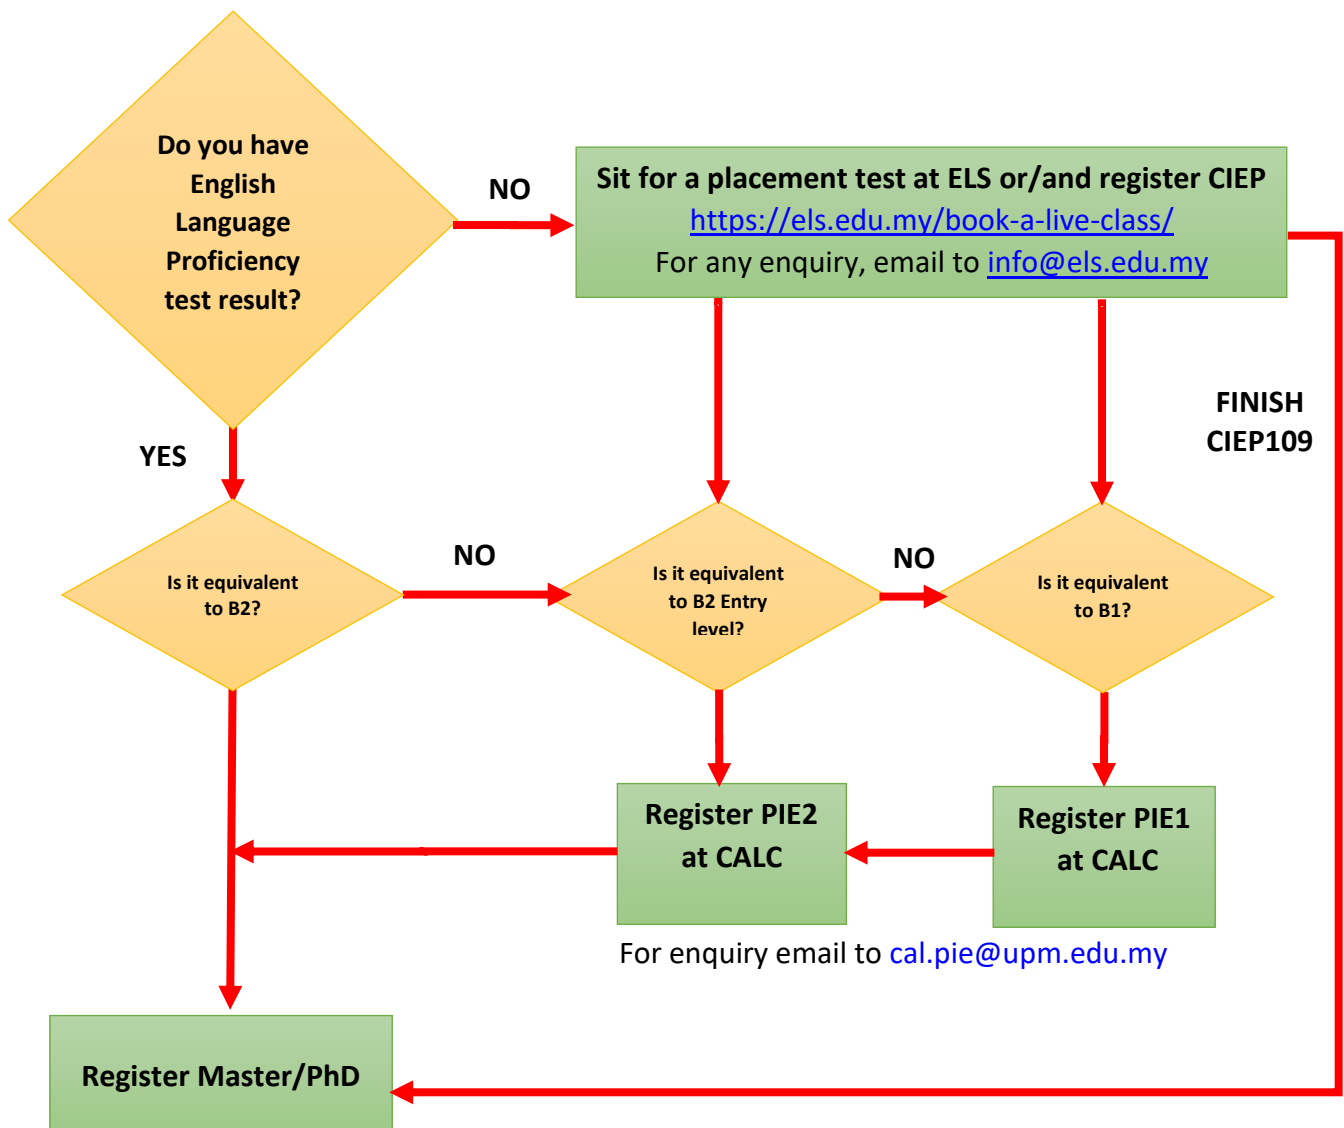 Do you have
English
Language
Proficiency
test result?
NO
Sit for a placement test at ELS or/and register CIEP
https://els.edu.my/book-a-live-class/
For any enquiry, email to info@els.edu.my
FINISH
CIEP109
YES
Is it equivalent
to B2?
NO
Is it equivalent
to B2 Entry
level?
NO
Is it equivalent
to B1?
Register PIE2
at CALC
Register PIE1
at CALC
For enquiry email to cal.pie@upm.edu.my
Register Master/PhD